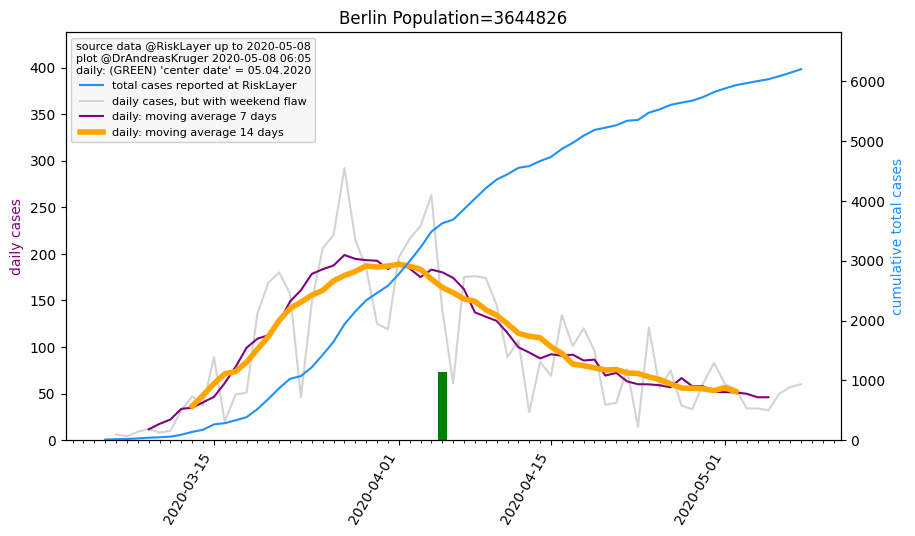 Berlin Population=3644826
source data @RiskLayer up to 2020-05-08
plot @DrAndreasKruger 2020-05-08 06:05
daily: (GREEN) 'center date' = 05.04.2020
total cases reported at RiskLayer
daily cases, but with weekend flaw
daily: moving average 7 days
daily: moving average 14 days
daily cases
400
350
300
250
200
150
100
50
0
6000
5000
4000
3000
2000
1000
0
cumulative total cases
2020-03-15
2020-04-01
2020-04-15
2020-05-01